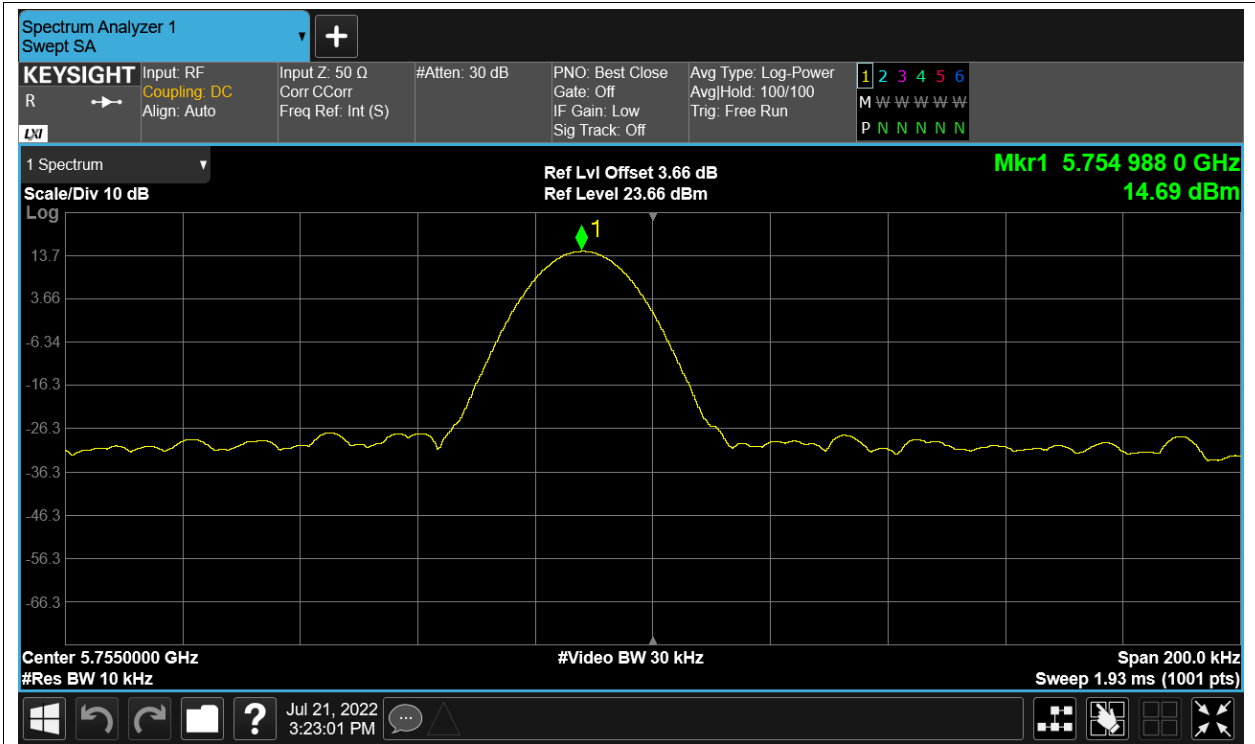 Spectrum Analyzer 1
Swept SA
KEYSIGHT
R
LXI
Input: RF
Coupling: DC
Align: Auto
Input Z: 50 Ω
Corr CCorr
Freq Ref: Int (S)
#Atten: 30 dB
PNO: Best Close
Gate: Off
IF Gain: Low
Sig Track: Off
Avg Type: Log-Power
Avg|Hold: 100/100
Trig: Free Run
1 2 3 4 5 6
M W W W W W
P N N N N N
1 Spectrum
Scale/Div 10 dB
Log
Ref Lvl Offset 3.66 dB
Ref Level 23.66 dBm
Mkr1 5.754 988 0 GHz
14.69 dBm
1
13.7
3.66
-6.34
-16.3
-26.3
-36.3
-46.3
-56.3
-66.3
Center 5.7550000 GHz
#Res BW 10 kHz
#Video BW 30 kHz
Span 200.0 kHz
Sweep 1.93 ms (1001 pts)
?
Jul 21, 2022
3:23:01 PM